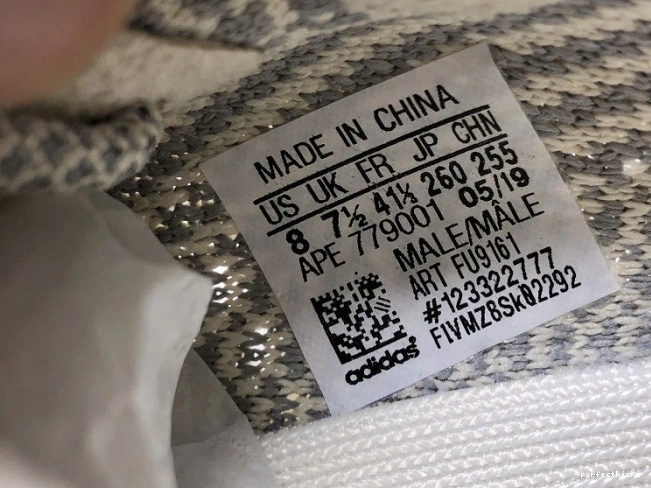 MADE IN CHINA
US UK FR JP CHN
8 7½ 41⅓ 260 255
APE 779001 05/19
MALE/MÂLE
ART FU9161
#123322777
FIVMZ8Sk02292
adidas